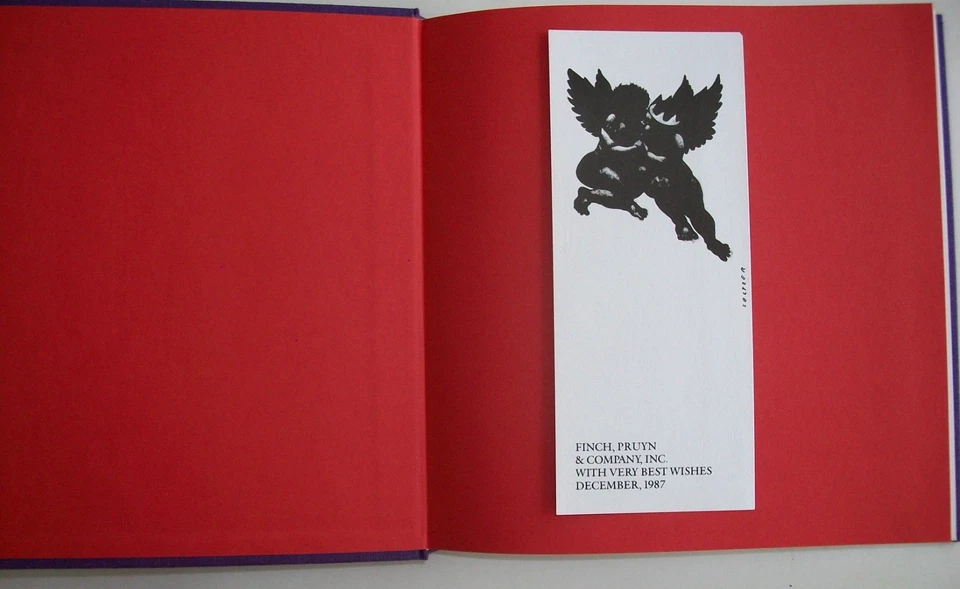 FINCH, PRUYN
& COMPANY, INC.
WITH VERY BEST WISHES
DECEMBER, 1987